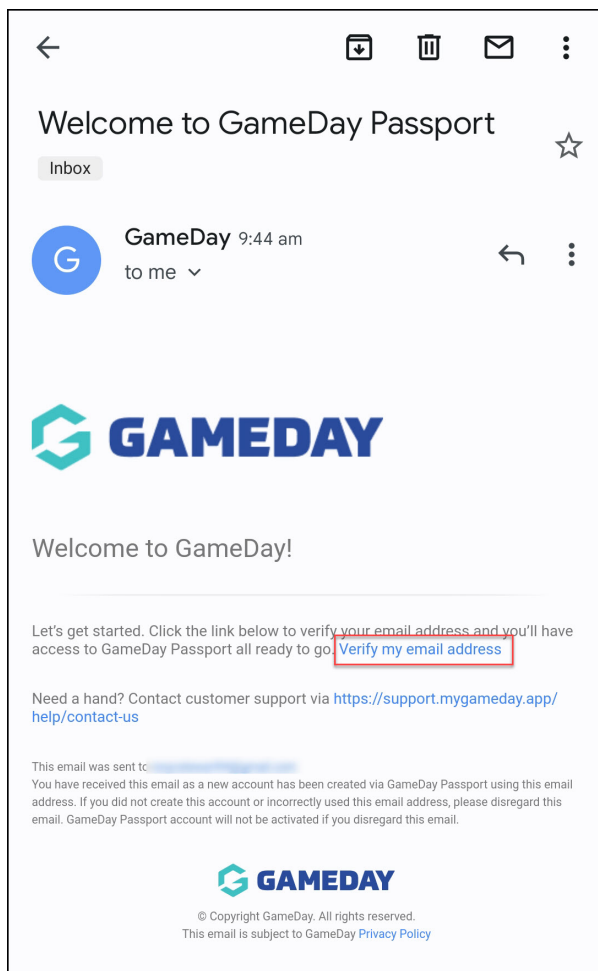 Welcome to GameDay Passport
Inbox
G
GameDay 9:44 am
to me
GAMEDAY
Welcome to GameDay!
Let's get started. Click the link below to verify your email address and you'll have
access to GameDay Passport all ready to go. Verify my email address
Need a hand? Contact customer support via https://support.mygameday.app/
help/contact-us
This email was sent to
You have received this email as a new account has been created via GameDay Passport using this email
address. If you did not create this account or incorrectly used this email address, please disregard this
email. GameDay Passport account will not be activated if you disregard this email.
GAMEDAY
© Copyright GameDay. All rights reserved.
This email is subject to GameDay Privacy Policy